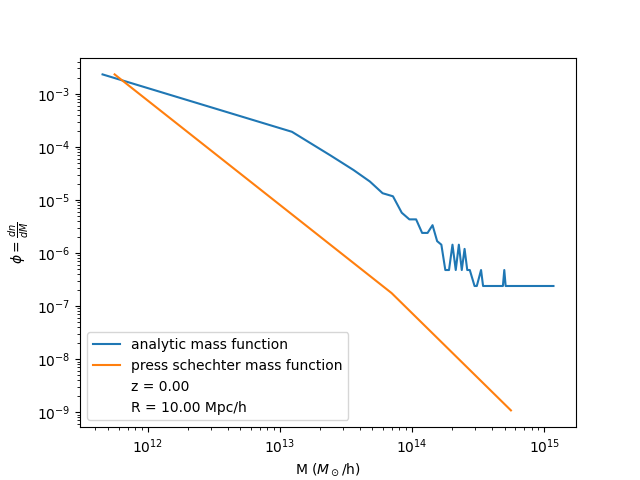 10⁻³
10⁻⁴
10⁻⁵
10⁻⁶
10⁻⁷
10⁻⁸
10⁻⁹
ϕ = dn/dM
analytic mass function
press schechter mass function
z = 0.00
R = 10.00 Mpc/h
10¹² 10¹³ 10¹⁴ 10¹⁵
M (M⊙/h)